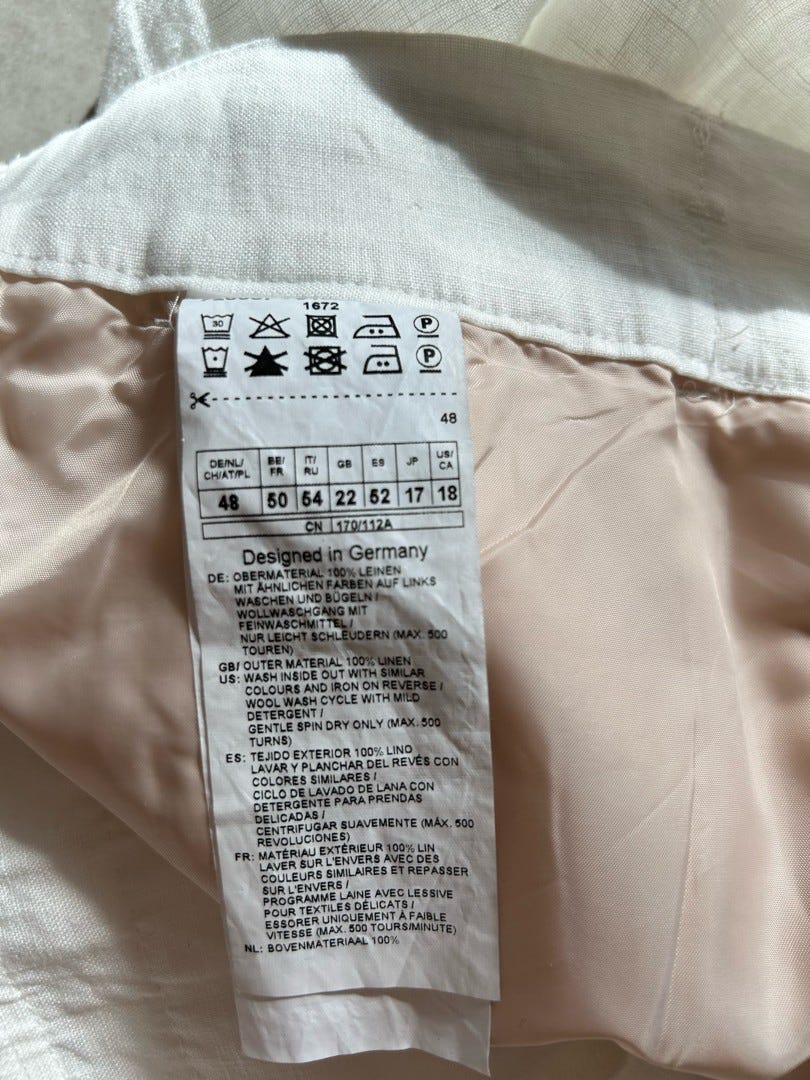 1672
30
P
P
48
DE/NL/ CH/AT/PL BE/ FR IT/ RU GB ES JP US/ CA
48 50 54 22 52 17 18
CN 170/112A
Designed in Germany
DE: OBERMATERIAL 100% LEINEN
MIT ÄHNLICHEN FARBEN AUF LINKS
WASCHEN UND BÜGELN /
WOLLWASCHGANG MIT
FEINWASCHMITTEL /
NUR LEICHT SCHLEUDERN (MAX. 500
TOUREN)
GB/ OUTER MATERIAL 100% LINEN
US: WASH INSIDE OUT WITH SIMILAR
COLOURS AND IRON ON REVERSE /
WOOL WASH CYCLE WITH MILD
DETERGENT /
GENTLE SPIN DRY ONLY (MAX. 500
TURNS)
ES: TEJIDO EXTERIOR 100% LINO
LAVAR Y PLANCHAR DEL REVÉS CON
COLORES SIMILARES /
CICLO DE LAVADO DE LANA CON
DETERGENTE PARA PRENDAS
DELICADAS /
CENTRIFUGAR SUAVEMENTE (MÁX. 500
REVOLUCIONES)
FR: MATÉRIAU EXTÉRIEUR 100% LIN
LAVER SUR L'ENVERS AVEC DES
COULEURS SIMILAIRES ET REPASSER
SUR L'ENVERS /
PROGRAMME LAINE AVEC LESSIVE
POUR TEXTILES DÉLICATS /
ESSORER UNIQUEMENT À FAIBLE
VITESSE (MAX. 500 TOURS/MINUTE)
NL: BOVENMATERIAAL 100%